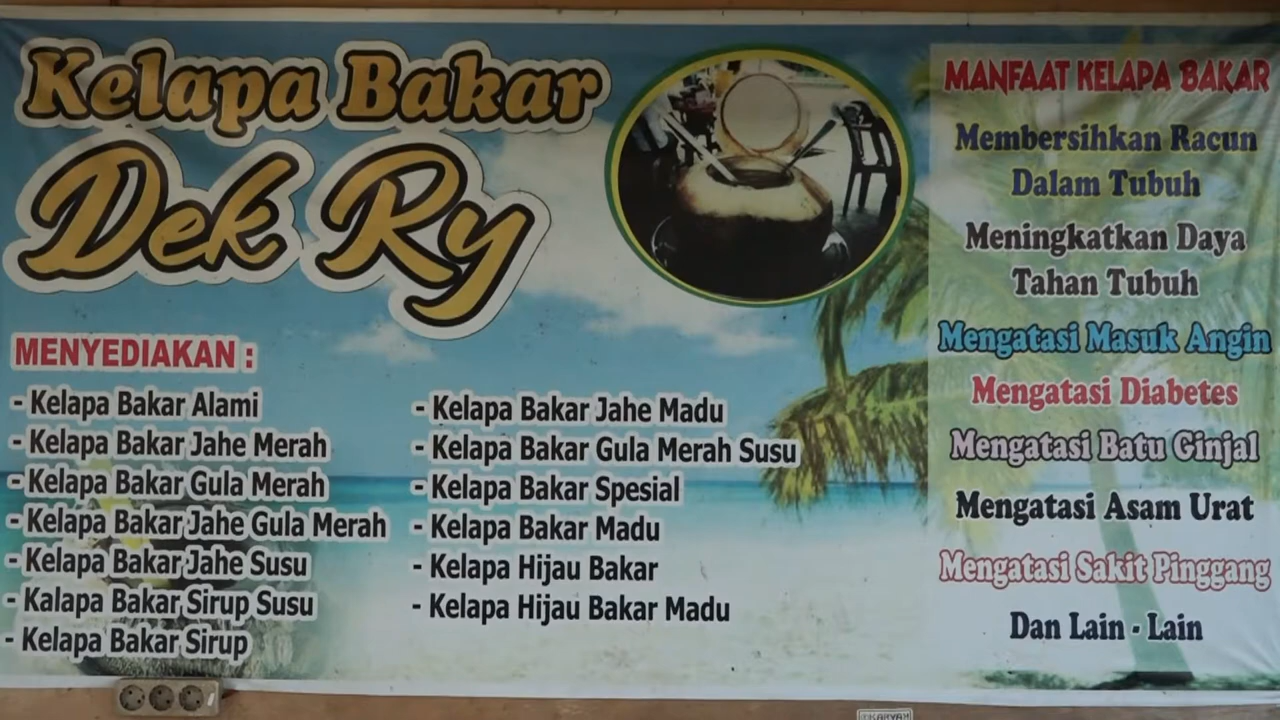 Kelapa Bakar
Dek Ry
MENYEDIAKAN :
- Kelapa Bakar Alami
- Kelapa Bakar Jahe Merah
- Kelapa Bakar Gula Merah
- Kelapa Bakar Jahe Gula Merah
- Kelapa Bakar Jahe Susu
- Kalapa Bakar Sirup Susu
- Kelapa Bakar Sirup
- Kelapa Bakar Jahe Madu
- Kelapa Bakar Gula Merah Susu
- Kelapa Bakar Spesial
- Kelapa Bakar Madu
- Kelapa Hijau Bakar
- Kelapa Hijau Bakar Madu
MANFAAT KELAPA BAKAR
Membersihkan Racun
Dalam Tubuh
Meningkatkan Daya
Tahan Tubuh
Mengatasi Masuk Angin
Mengatasi Diabetes
Mengatasi Batu Ginjal
Mengatasi Asam Urat
Mengatasi Sakit Pinggang
Dan Lain - Lain